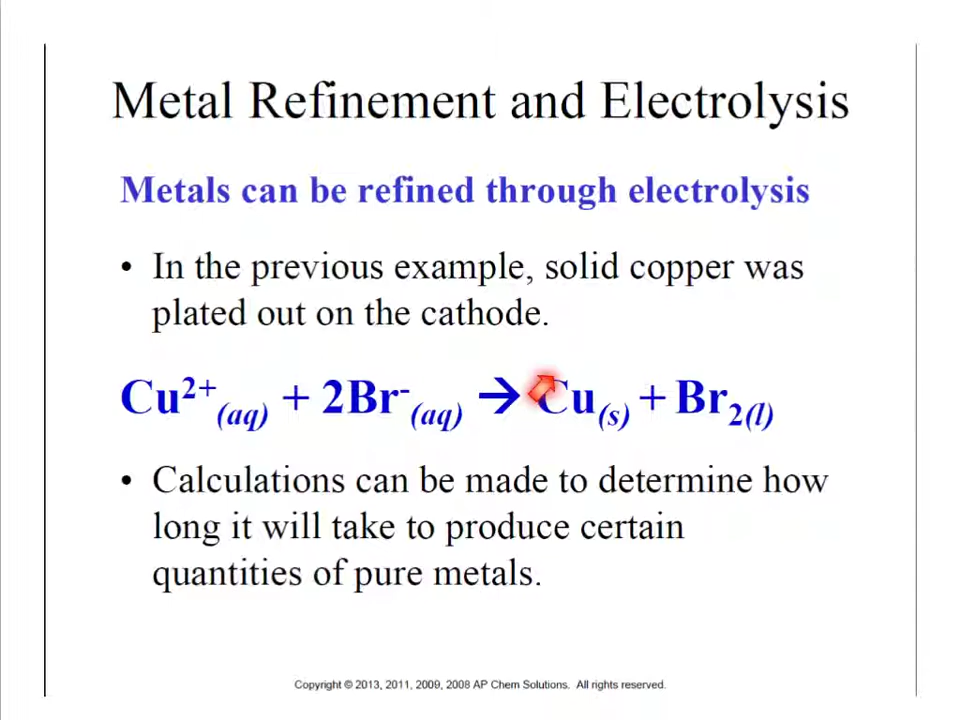 Metal Refinement and Electrolysis
Metals can be refined through electrolysis
• In the previous example, solid copper was
plated out on the cathode.
Cu²⁺(aq) + 2Br⁻(aq) → Cu(s) + Br₂(l)
• Calculations can be made to determine how
long it will take to produce certain
quantities of pure metals.
Copyright © 2013, 2011, 2009, 2008 AP Chem Solutions. All rights reserved.